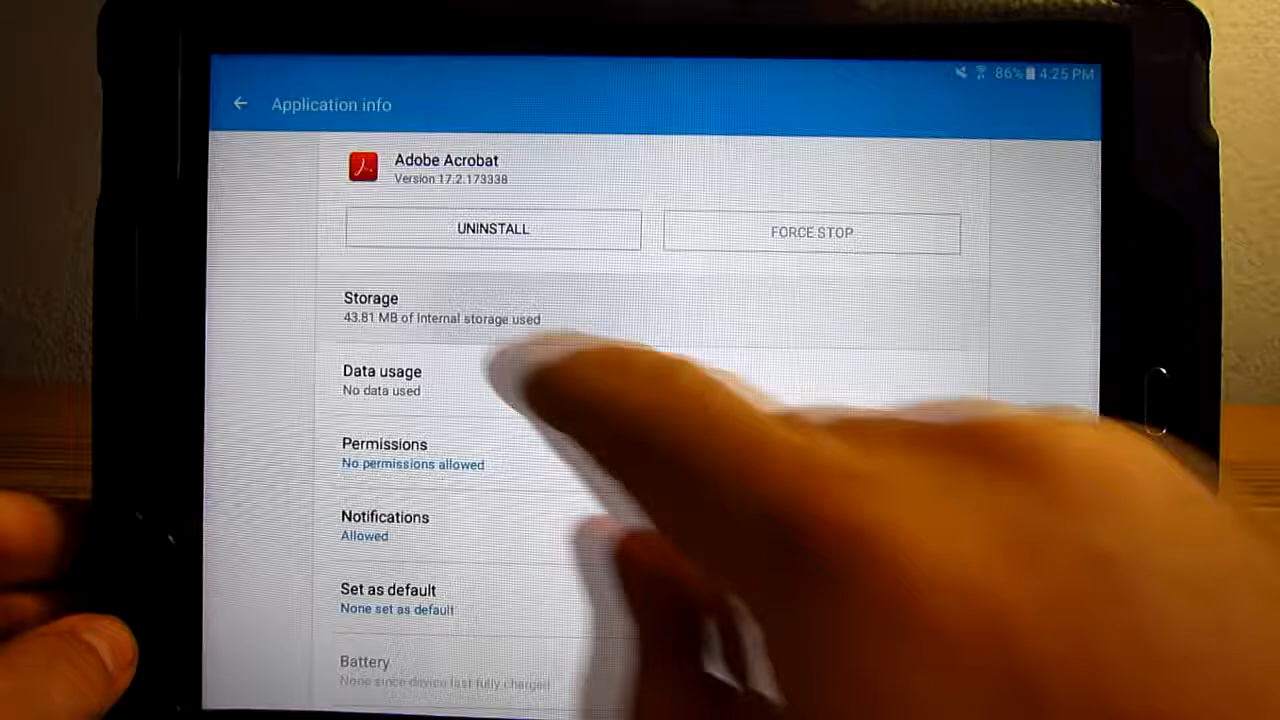 86% 4:25 PM
Application info
Adobe Acrobat
Version 17.2.173338
UNINSTALL
FORCE STOP
Storage
43.81 MB of Internal storage used
Data usage
No data used
Permissions
No permissions allowed
Notifications
Allowed
Set as default
None set as default
Battery
None since device last fully charged